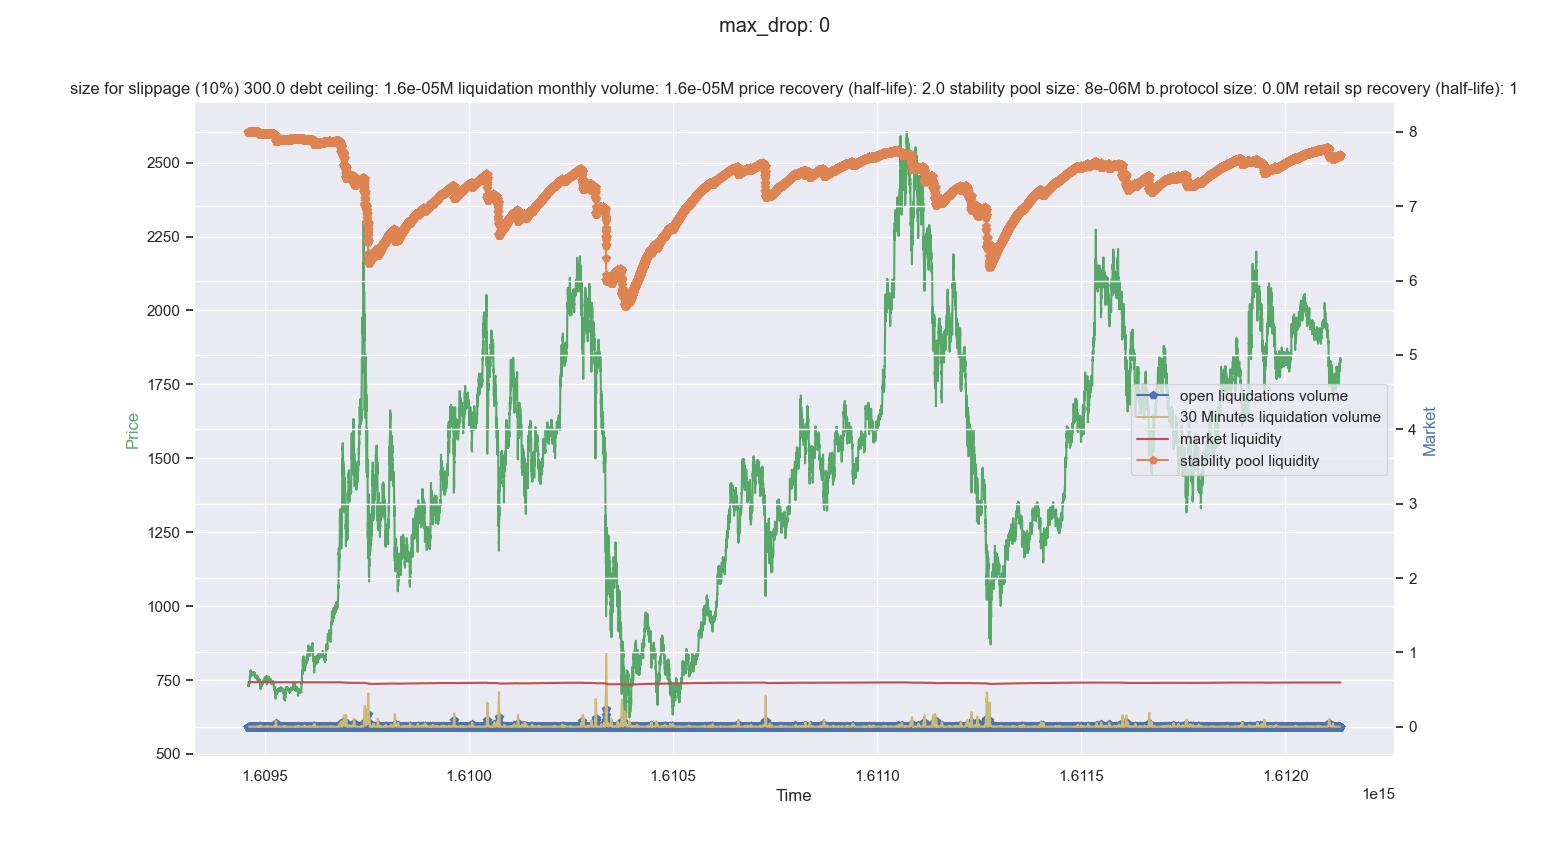 max_drop: 0
size for slippage (10%) 300.0 debt ceiling: 1.6e-05M liquidation monthly volume: 1.6e-05M price recovery (half-life): 2.0 stability pool size: 8e-06M b.protocol size: 0.0M retail sp recovery (half-life): 1
2500
2250
2000
1750
1500
1250
1000
750
500
Price
8
7
6
5
4
3
2
1
0
Market
open liquidations volume
30 Minutes liquidation volume
market liquidity
stability pool liquidity
1.6095
1.6100
1.6105
1.6110
1.6115
1.6120
1e15
Time